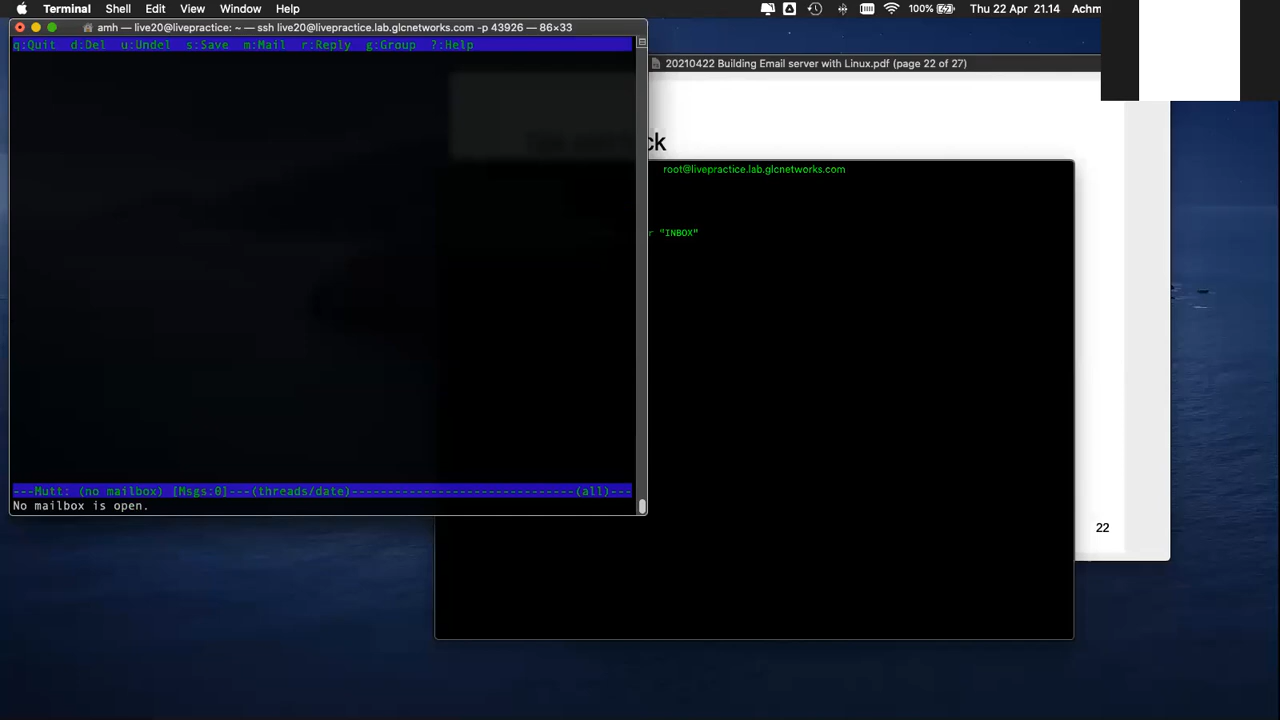 Terminal Shell Edit View Window Help 100% Thu 22 Apr 21.14 Achm
amh — live20@livepractice: ~ — ssh live20@livepractice.lab.glcnetworks.com -p 43926 — 86×33
q:Quit d:Del u:Undel s:Save m:Mail r:Reply g:Group ?:Help
20210422 Building Email server with Linux.pdf (page 22 of 27)
ck
root@livepractice.lab.glcnetworks.com
r "INBOX"
---Mutt: (no mailbox) [Msgs:0]---(threads/date)------------------------------(all)---
No mailbox is open.
22